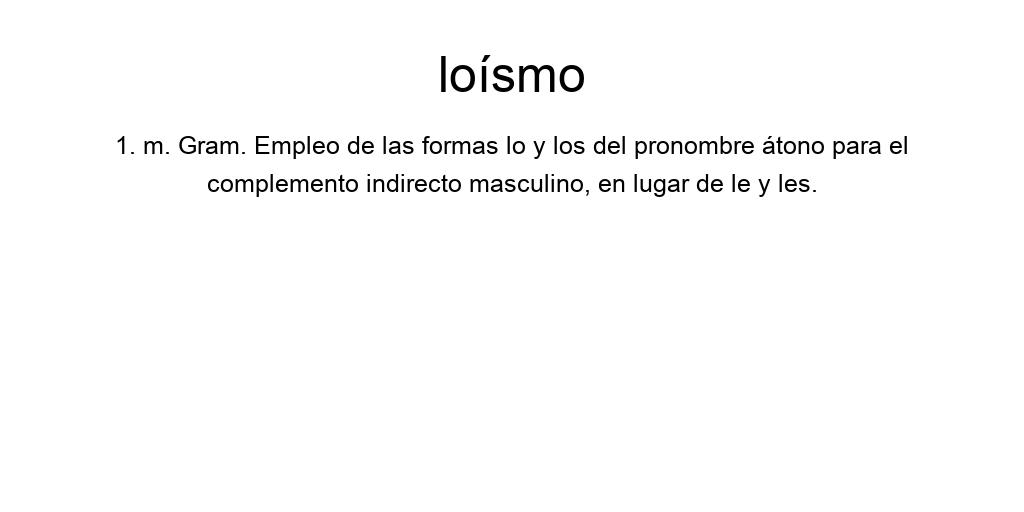 loísmo
1. m. Gram. Empleo de las formas lo y los del pronombre átono para el
complemento indirecto masculino, en lugar de le y les.